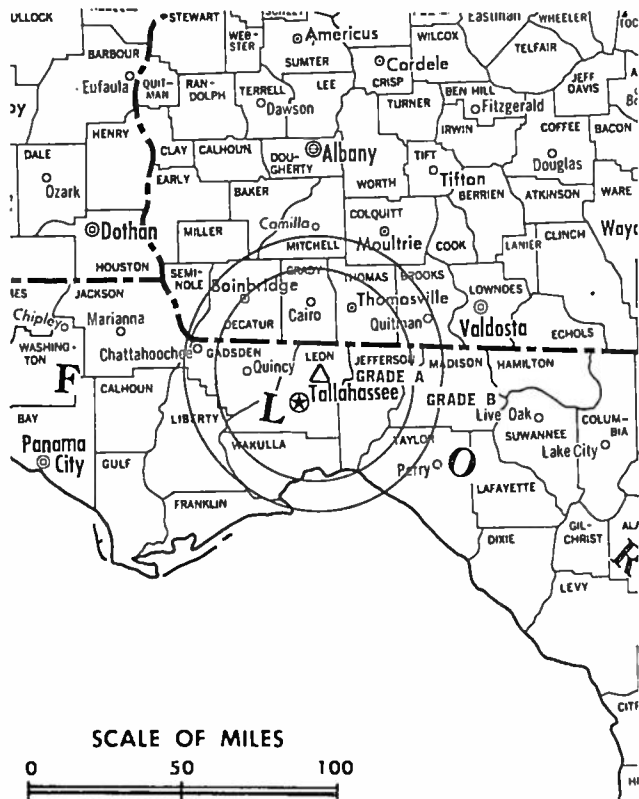 ULLOCK
STEWART
WEB-
STER
Americus
SUMTER
Eastman
WHEELER
WILCOX
TELFAIR
BARBOUR
Eufaula
QUIT-
MAN
RAN-
DOLPH
TERRELL
Dawson
LEE
Cordele
CRISP
TURNER
BEN HILL
Fitzgerald
JEFF
DAVIS
HENRY
CLAY
CALHOUN
DOU-
GHERTY
Albany
IRWIN
COFFEE
Douglas
BACON
DALE
Ozark
EARLY
BAKER
WORTH
TIFT
Tifton
BERRIEN
ATKINSON
WARE
Dothan
MILLER
Camilla
MITCHELL
COLQUITT
Moultrie
COOK
LANIER
CLINCH
Wayc
HOUSTON
SEMI-
NOLE
Bainbridge
DECATUR
GRADY
Cairo
THOMAS
Thomasville
BROOKS
Quitman
LOWNDES
Valdosta
ECHOLS
MES
JACKSON
Chipley
Marianna
WASHING-
TON
Chattahoochee
GADSDEN
Quincy
LEON
Tallahassee
JEFFERSON
GRADE A
MADISON
HAMILTON
GRADE B
F
L
O
R
CALHOUN
LIBERTY
WAKULLA
TAYLOR
Perry
Live Oak
SUWANNEE
COLUM-
BIA
Lake City
BAY
Panama
City
GULF
FRANKLIN
LAFAYETTE
DIXIE
GIL-
CHRIST
ALA
LEVY
CIT
SCALE OF MILES
0 50 100